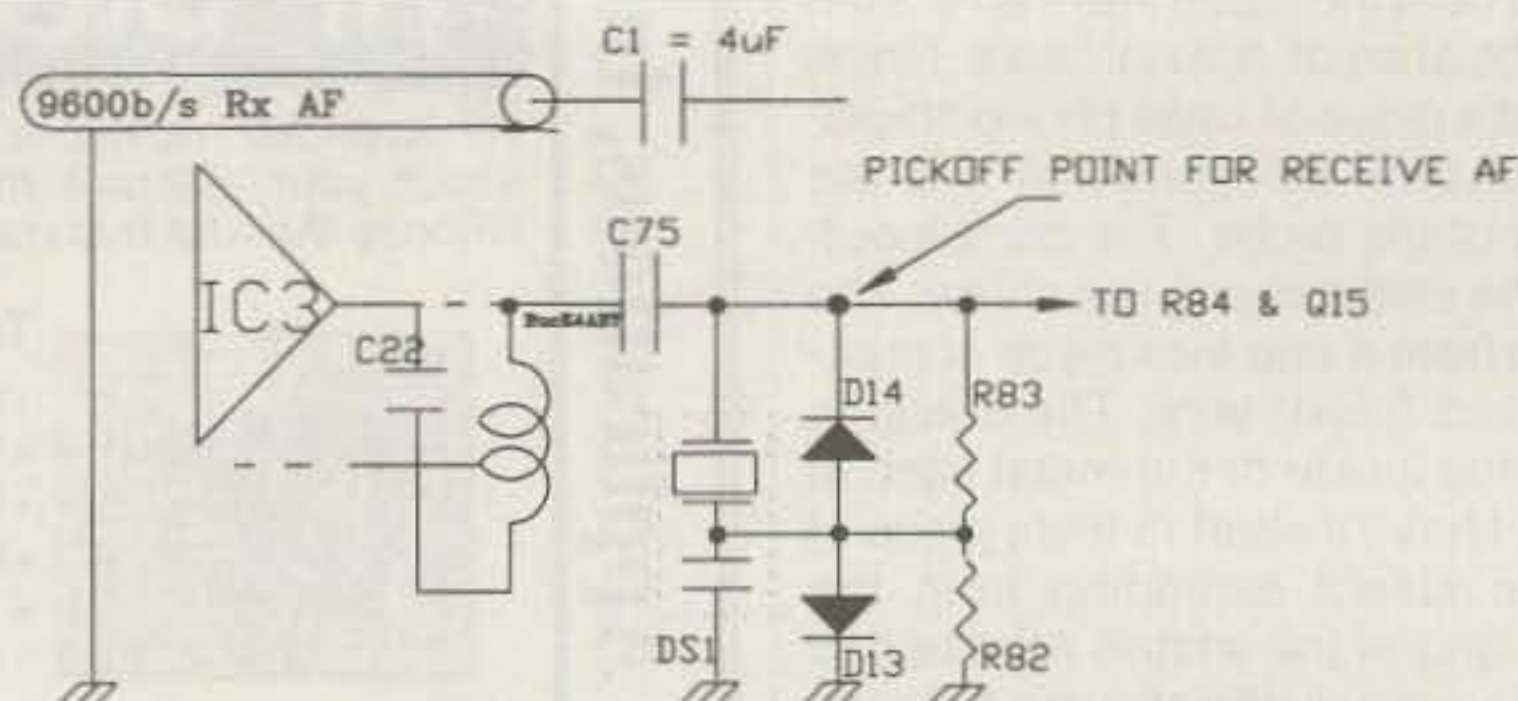 C1 = 4uF
9600b/s Rx AF
PICKOFF POINT FOR RECEIVE AF
C75
IC3
TO R84 & Q15
C22
D14
R83
DS1
D13
R82